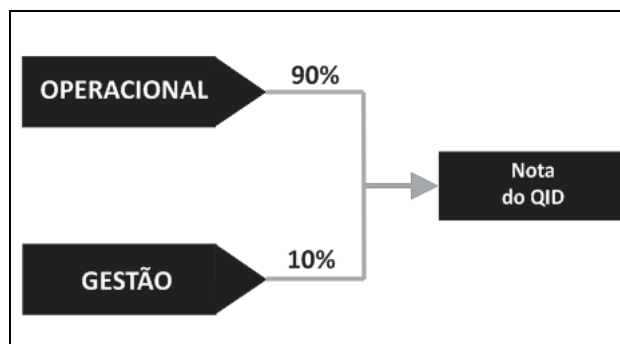 OPERACIONAL
90%
Nota
do QID
GESTÃO
10%